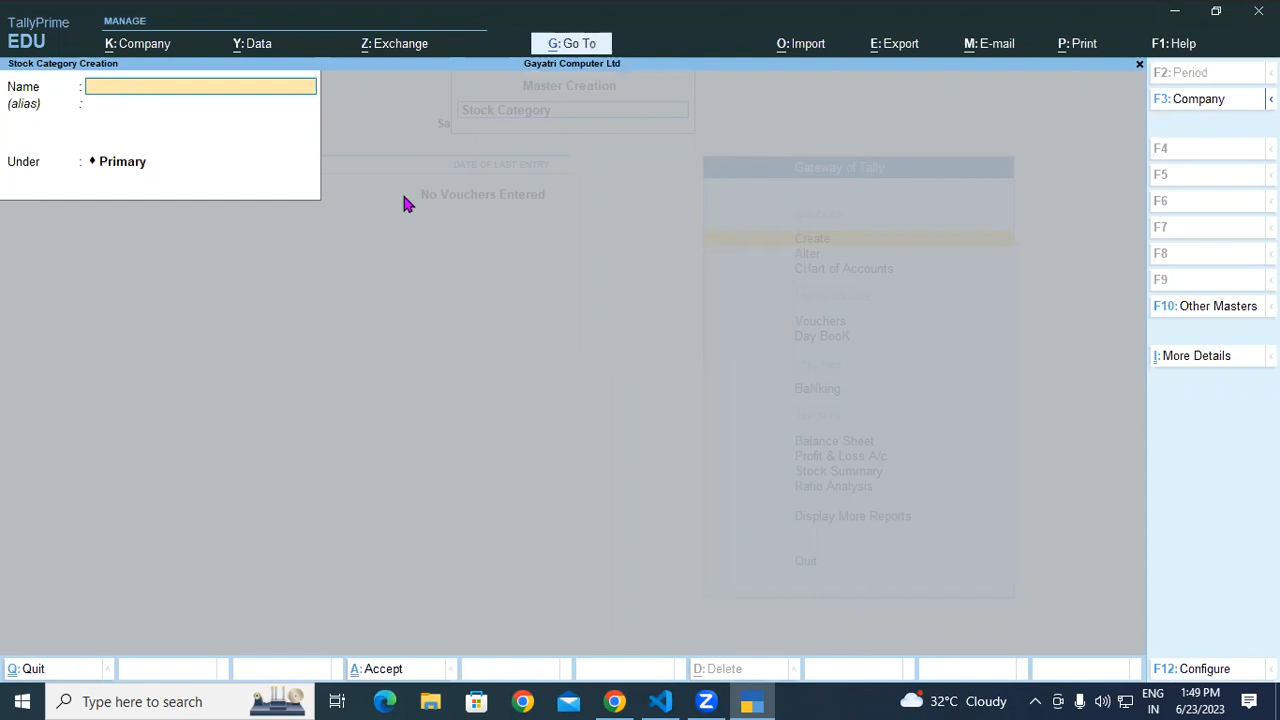 TallyPrime
EDU
MANAGE
K: Company
Y: Data
Z: Exchange
G: Go To
O: Import
E: Export
M: E-mail
P: Print
F1: Help
Stock Category Creation
Gayatri Computer Ltd
Name :
(alias) :
Under : ♦ Primary
Master Creation
Stock Category
Sa
DATE OF LAST ENTRY
No Vouchers Entered
Gateway of Tally
Create
Alter
CHart of Accounts
Vouchers
Day BooK
BaNking
Balance Sheet
Profit & Loss A/c
Stock Summary
Ratio Analysis
Display More Reports
Quit
F2: Period
F3: Company
F4
F5
F6
F7
F8
F9
F10: Other Masters
I: More Details
Q: Quit
A: Accept
D: Delete
F12: Configure
Type here to search
32°C Cloudy
ENG
IN
1:49 PM
6/23/2023